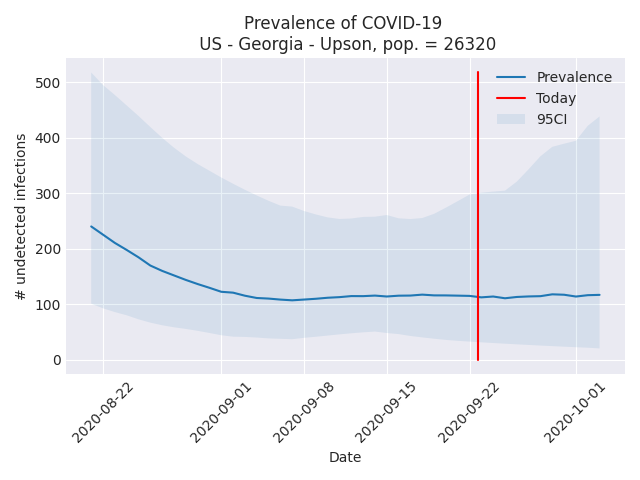 Prevalence of COVID-19
US - Georgia - Upson, pop. = 26320
# undetected infections
500
400
300
200
100
0
Prevalence
Today
95CI
2020-08-22
2020-09-01
2020-09-08
2020-09-15
2020-09-22
2020-10-01
Date